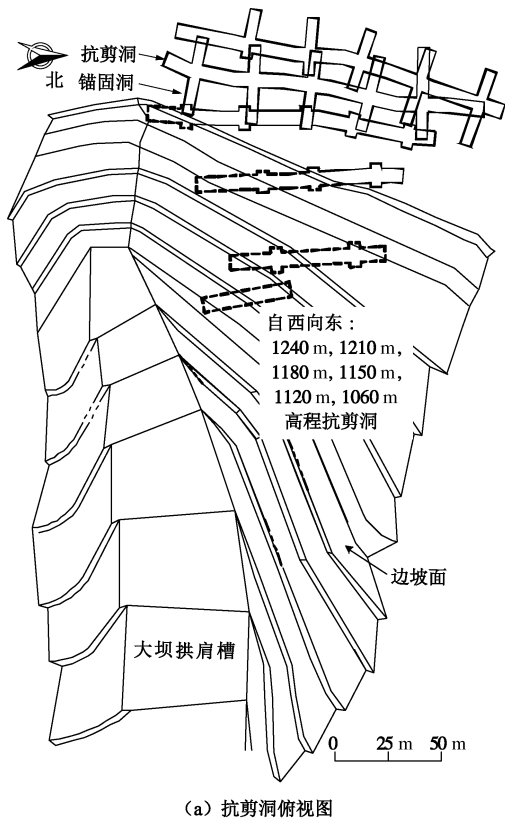 抗剪洞
北 锚固洞
自西向东：
1240 m, 1210 m,
1180 m, 1150 m,
1120 m, 1060 m
高程抗剪洞
边坡面
大坝拱肩槽
0 25 m 50 m
（a）抗剪洞俯视图